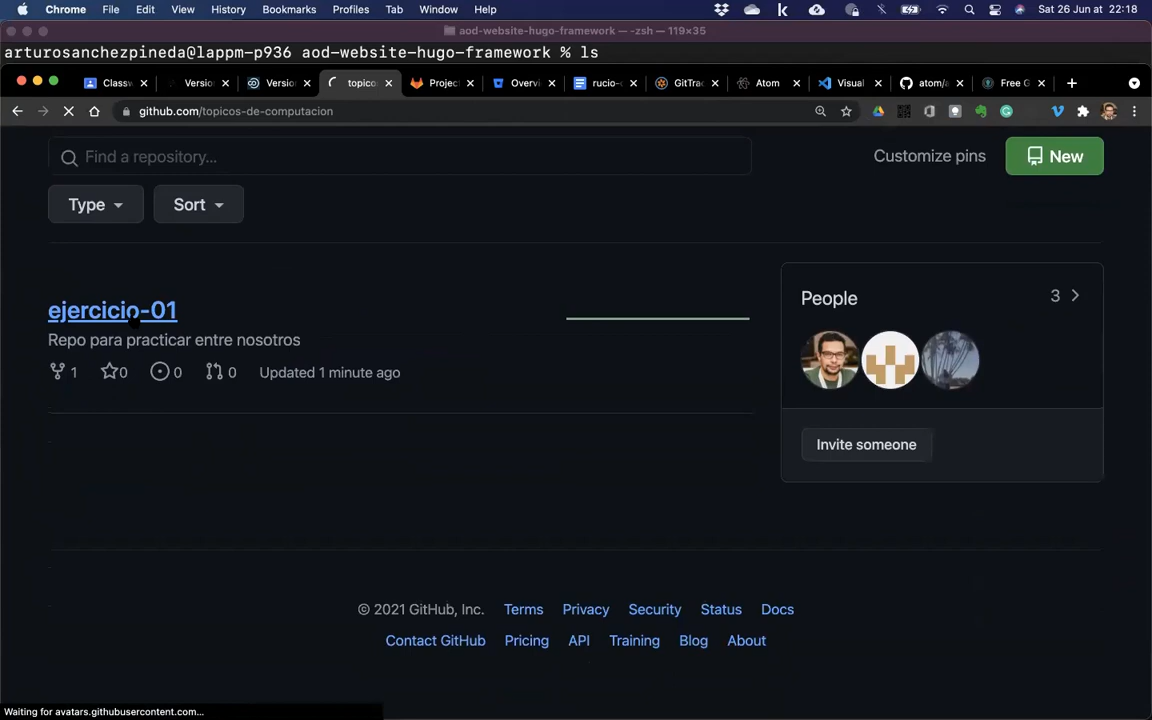 Chrome File Edit View History Bookmarks Profiles Tab Window Help Sat 26 Jun at 22:18
aod-website-hugo-framework — -zsh — 119×35
arturosanchezpineda@lappm-p936 aod-website-hugo-framework % ls
Classw Versio Versio topico Project Overvi rucio- GitTrac Atom Visual atom/a Free G
github.com/topicos-de-computacion
Find a repository...
Customize pins
New
Type
Sort
ejercicio-01
Repo para practicar entre nosotros
1 0 0 0 Updated 1 minute ago
People 3
Invite someone
© 2021 GitHub, Inc. Terms Privacy Security Status Docs
Contact GitHub Pricing API Training Blog About
Waiting for avatars.githubusercontent.com...